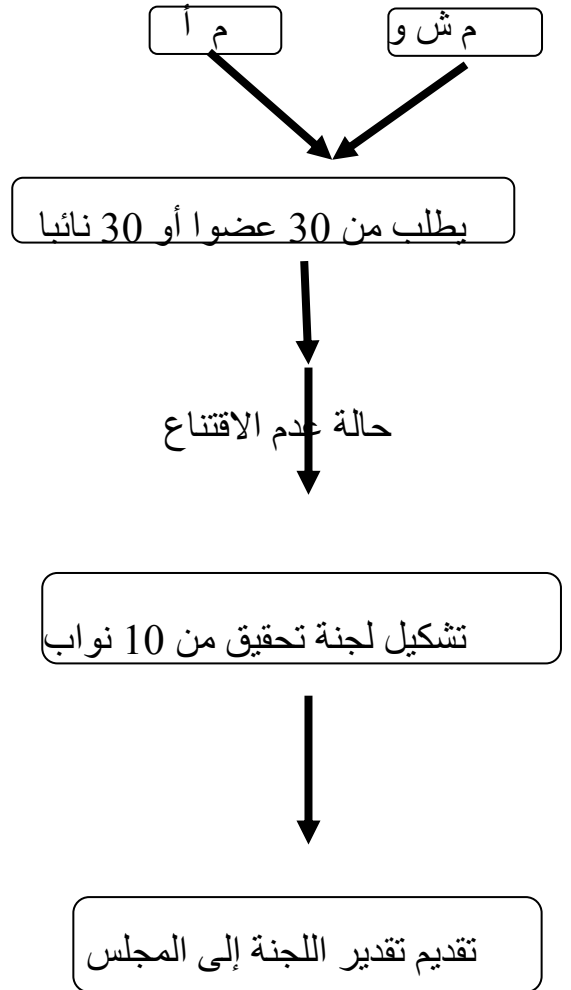 م ش و
م أ
يطلب من 30 عضوا أو 30 نائبا
حالة عدم الاقتناع
تشكيل لجنة تحقيق من 10 نواب
تقديم تقدير اللجنة إلى المجلس